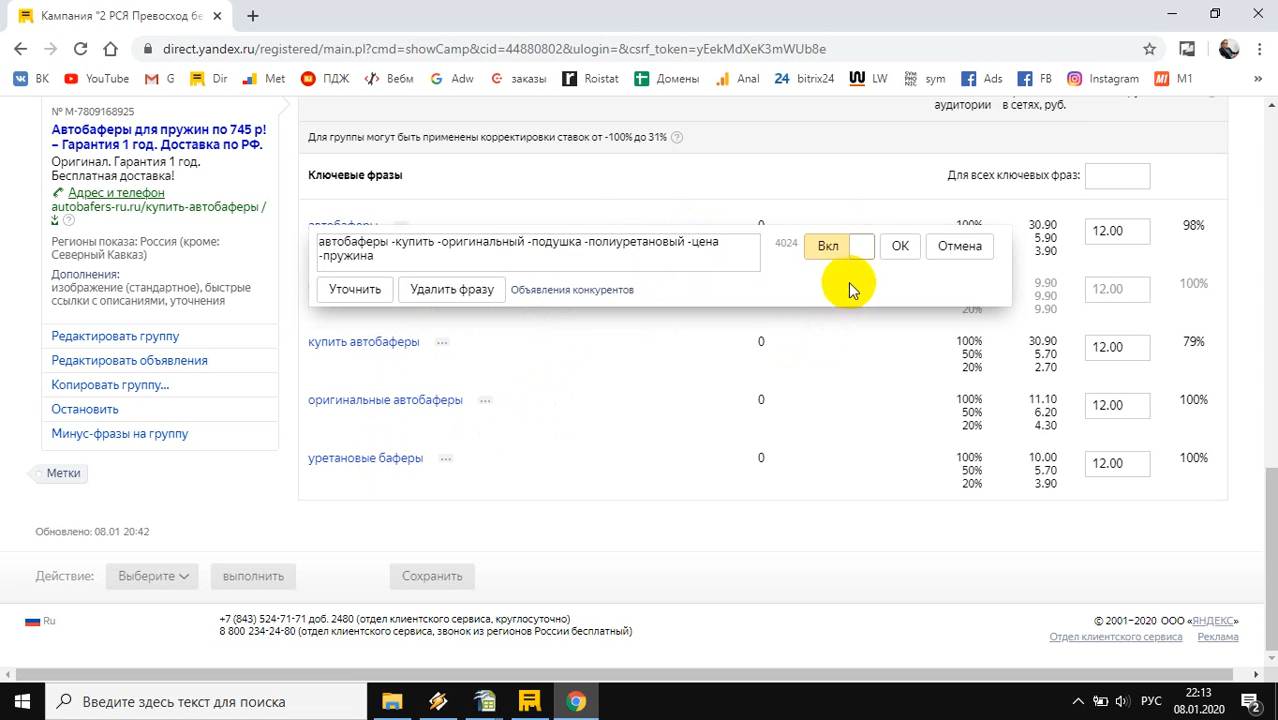 Кампания "2 РСЯ Превосход бе
direct.yandex.ru/registered/main.pl?cmd=showCamp&cid=44880802&ulogin=&csrf_token=yEekMdXeK3mWUb8e
ВК YouTube G Dir Met ПДЖ Вебм Adw заказы Roistat Домены Anal bitrix24 LW sym Ads FB Instagram M1
№ M-7809168925
Автобаферы для пружин по 745 р! – Гарантия 1 год. Доставка по РФ.
Оригинал. Гарантия 1 год.
Бесплатная доставка!
Адрес и телефон
autobafers-ru.ru/купить-автобаферы /
Регионы показа: Россия (кроме: Северный Кавказ)
Дополнения:
изображение (стандартное), быстрые
ссылки с описаниями, уточнения
Редактировать группу
Редактировать объявления
Копировать группу...
Остановить
Минус-фразы на группу
Метки
аудитории в сетях, руб.
Для группы могут быть применены корректировки ставок от -100% до 31%
Ключевые фразы Для всех ключевых фраз:
автобаферы ... 0 100% 30.90 12.00 98%
5.90
3.90
автобаферы -купить -оригинальный -подушка -полиуретановый -цена
-пружина
4024 Вкл ОК Отмена
Уточнить Удалить фразу Объявления конкурентов
9.90 12.00 100%
9.90
20% 9.90
купить автобаферы ... 0 100% 30.90 12.00 79%
50% 5.70
20% 2.70
оригинальные автобаферы ... 0 100% 11.10 12.00 100%
50% 6.20
20% 4.30
уретановые баферы ... 0 100% 10.00 12.00 100%
50% 5.70
20% 3.90
Обновлено: 08.01 20:42
Действие: Выберите выполнить Сохранить
Ru
+7 (843) 524-71-71 доб. 2480 (отдел клиентского сервиса, круглосуточно)
8 800 234-24-80 (отдел клиентского сервиса, звонок из регионов России бесплатный)
© 2001–2020 ООО «ЯНДЕКС»
Отдел клиентского сервиса Реклама
Введите здесь текст для поиска
РУС
22:13
08.01.2020
2